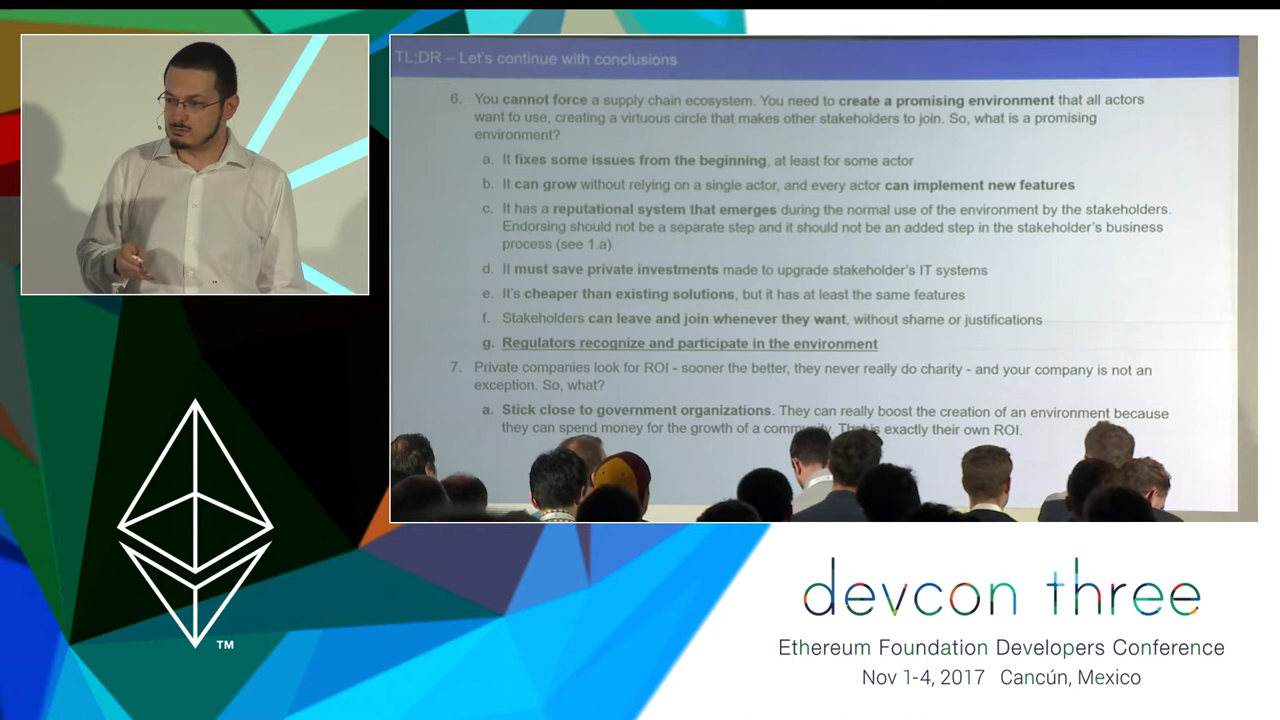 TL:DR – Let's continue with conclusions
6. You cannot force a supply chain ecosystem. You need to create a promising environment that all actors
want to use, creating a virtuous circle that makes other stakeholders to join. So, what is a promising
environment?
a. It fixes some issues from the beginning, at least for some actor
b. It can grow without relying on a single actor, and every actor can implement new features
c. It has a reputational system that emerges during the normal use of the environment by the stakeholders.
Endorsing should not be a separate step and it should not be an added step in the stakeholder's business
process (see 1.a)
d. It must save private investments made to upgrade stakeholder's IT systems
e. It's cheaper than existing solutions, but it has at least the same features
f. Stakeholders can leave and join whenever they want, without shame or justifications
g. Regulators recognize and participate in the environment
7. Private companies look for ROI - sooner the better, they never really do charity - and your company is not an
exception. So, what?
a. Stick close to government organizations. They can really boost the creation of an environment because
they can spend money for the growth of a community. That is exactly their own ROI.
TM
devcon three
Ethereum Foundation Developers Conference
Nov 1-4, 2017 Cancún, Mexico